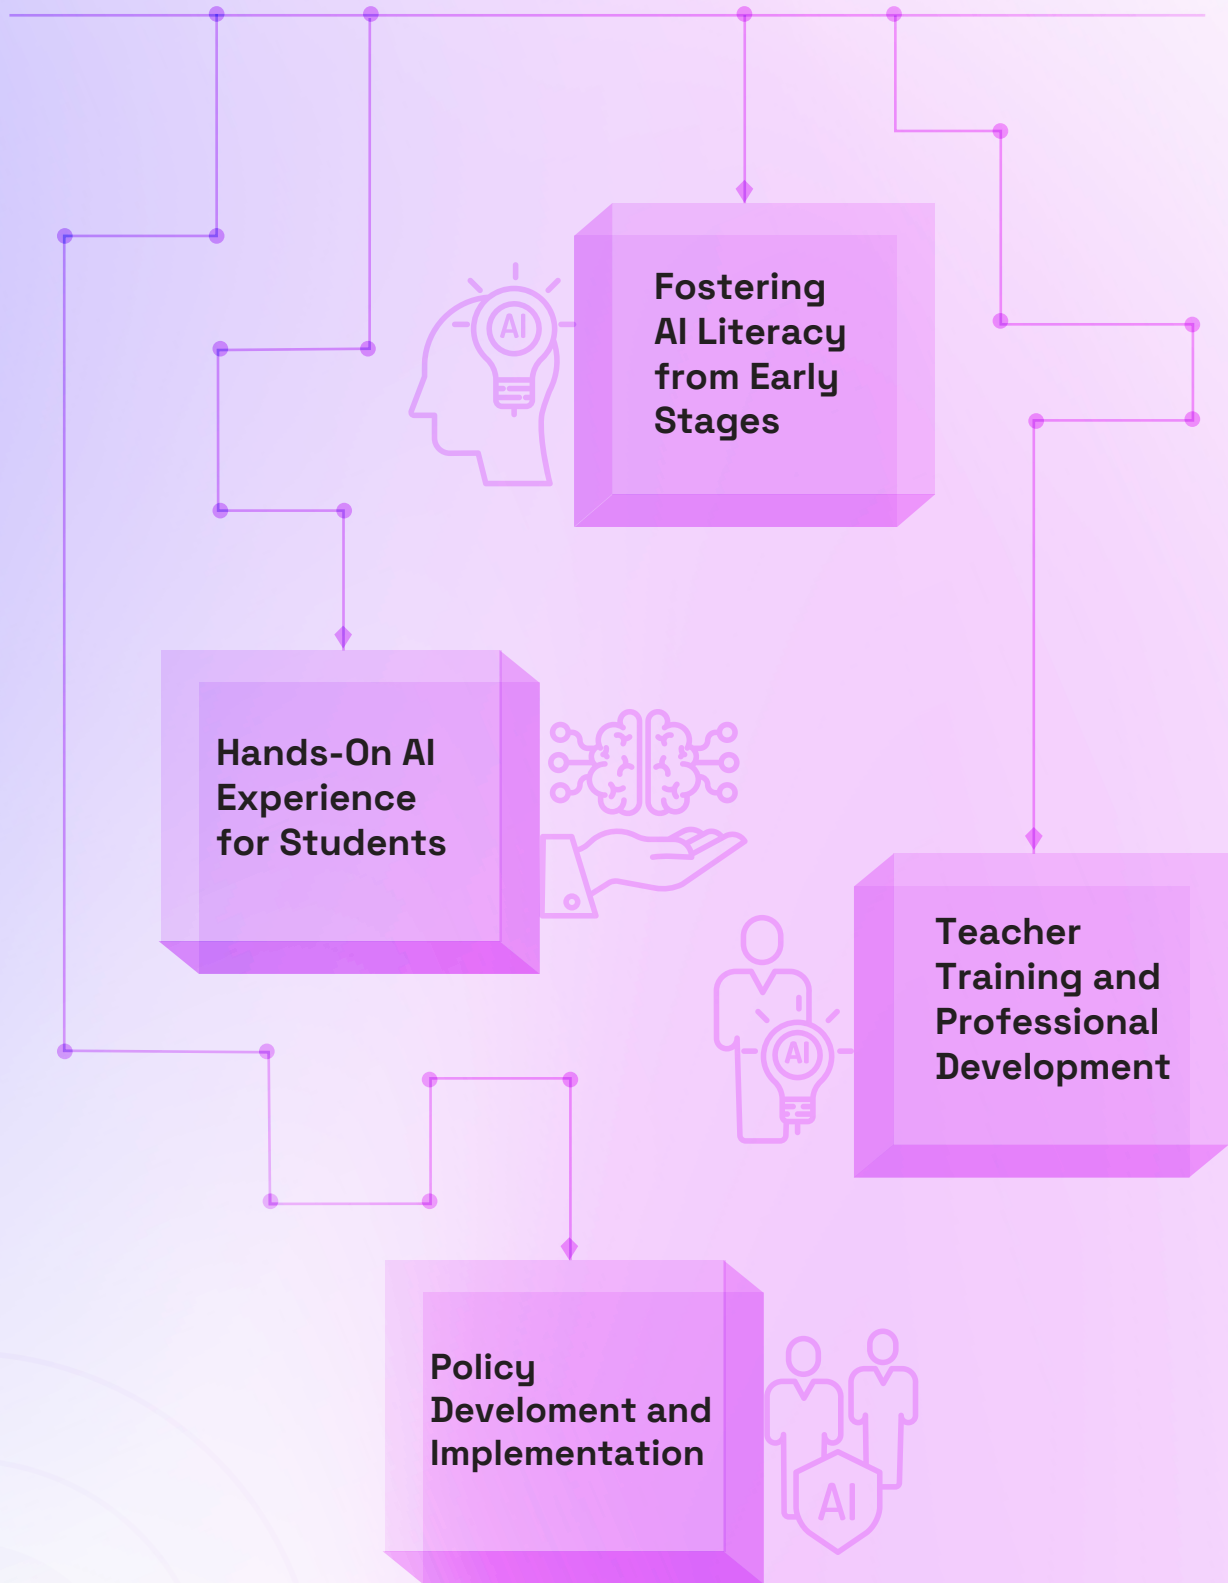 Fostering
AI Literacy
from Early
Stages
AI
Hands-On AI
Experience
for Students
Teacher
Training and
Professional
Development
AI
Policy
Develoment and
Implementation
AI